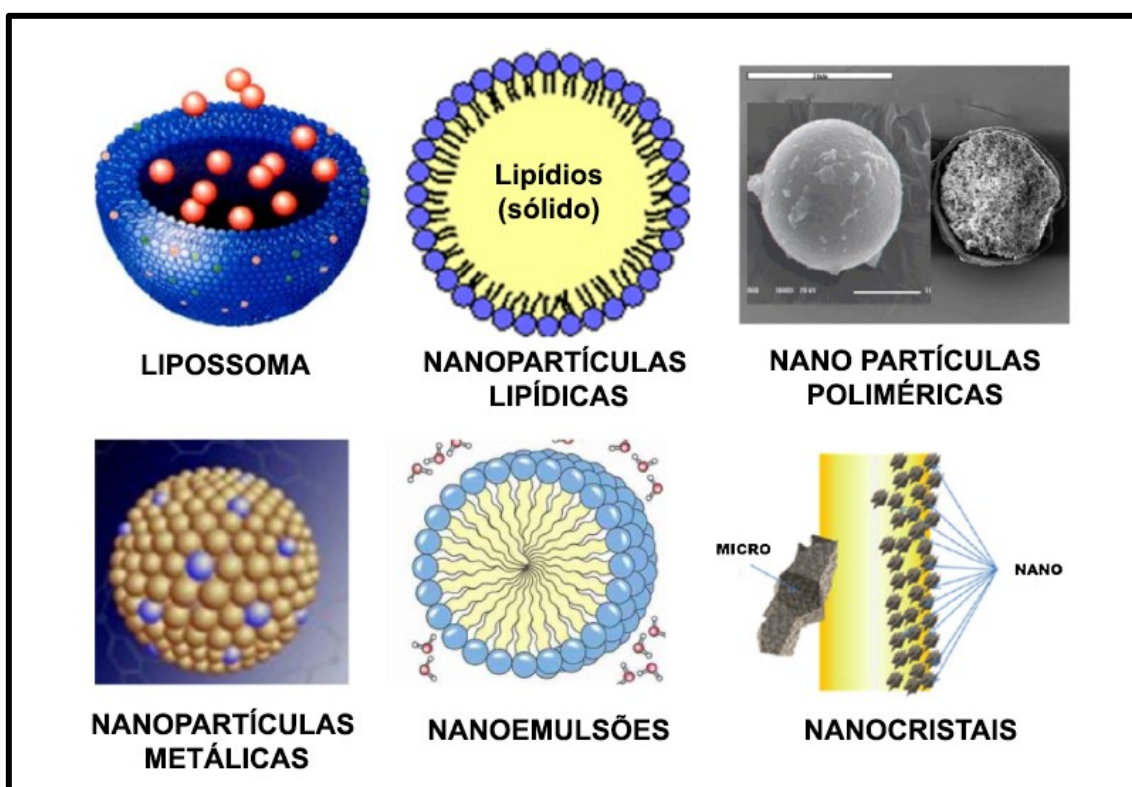 Lipídios
(sólido)
LIPOSSOMA
NANOPARTÍCULAS
LIPÍDICAS
NANO PARTÍCULAS
POLIMÉRICAS
MICRO
NANO
NANOPARTÍCULAS
METÁLICAS
NANOEMULSÕES
NANOCRISTAIS